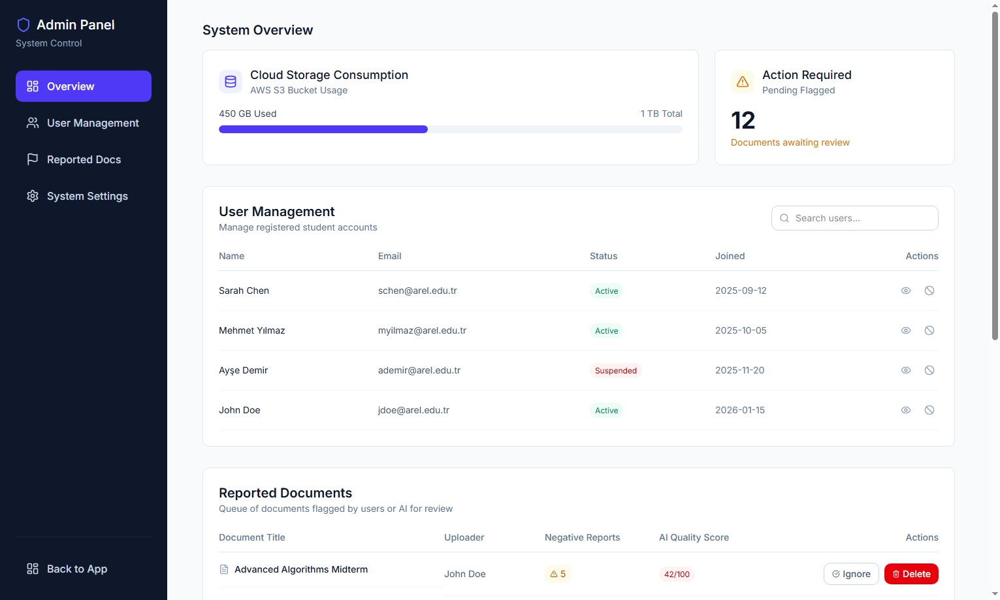 Admin Panel
System Control
Overview
User Management
Reported Docs
System Settings
Back to App
System Overview
Cloud Storage Consumption
AWS S3 Bucket Usage
450 GB Used 1 TB Total
Action Required
Pending Flagged
12
Documents awaiting review
User Management
Manage registered student accounts
Search users...
Name Email Status Joined Actions
Sarah Chen schen@arel.edu.tr Active 2025-09-12
Mehmet Yılmaz myilmaz@arel.edu.tr Active 2025-10-05
Ayşe Demir ademir@arel.edu.tr Suspended 2025-11-20
John Doe jdoe@arel.edu.tr Active 2026-01-15
Reported Documents
Queue of documents flagged by users or AI for review
Document Title Uploader Negative Reports AI Quality Score Actions
Advanced Algorithms Midterm John Doe 5 42/100 Ignore Delete